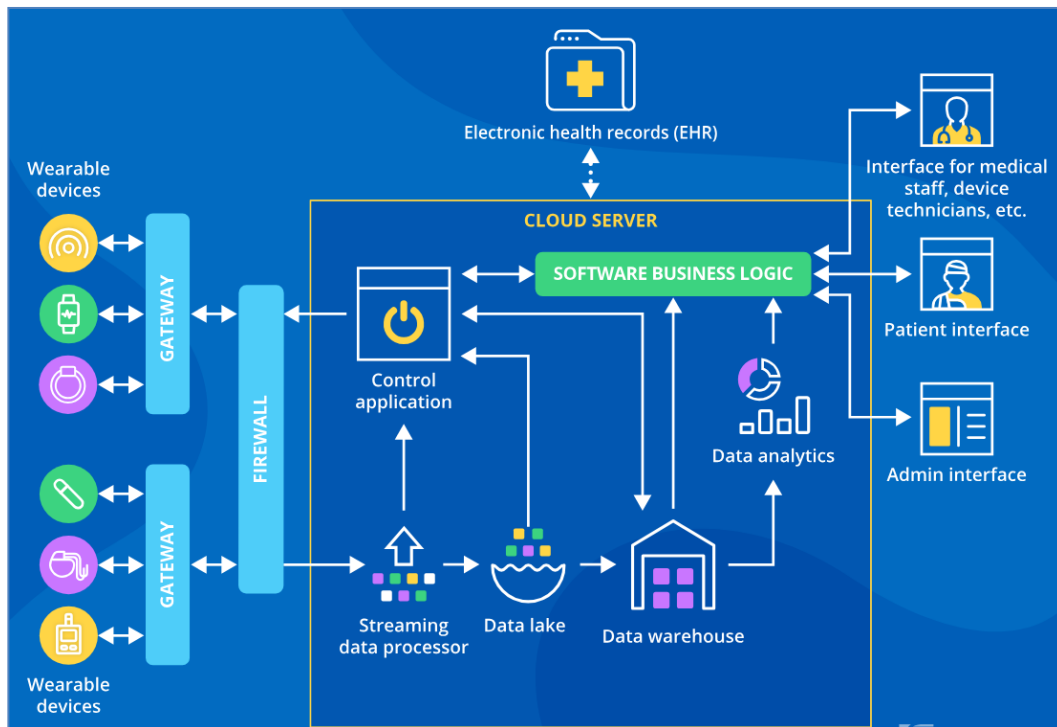 Electronic health records (EHR)
Wearable
devices
Interface for medical
staff, device
technicians, etc.
CLOUD SERVER
SOFTWARE BUSINESS LOGIC
GATEWAY
FIREWALL
Control
application
Patient interface
Data analytics
Admin interface
GATEWAY
Streaming
data processor
Data lake
Data warehouse
Wearable
devices